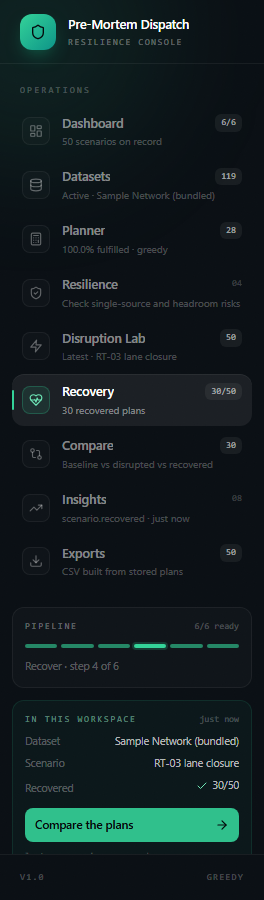 Pre-Mortem Dispatch
RESILIENCE CONSOLE
OPERATIONS
Dashboard 6/6
50 scenarios on record
Datasets 119
Active · Sample Network (bundled)
Planner 28
100.0% fulfilled · greedy
Resilience 04
Check single-source and headroom risks
Disruption Lab 50
Latest · RT-03 lane closure
Recovery 30/50
30 recovered plans
Compare 30
Baseline vs disrupted vs recovered
Insights 08
scenario.recovered · just now
Exports 50
CSV built from stored plans
PIPELINE 6/6 ready
Recover · step 4 of 6
IN THIS WORKSPACE just now
Dataset Sample Network (bundled)
Scenario RT-03 lane closure
Recovered ✓ 30/50
Compare the plans →
V1.0 GREEDY